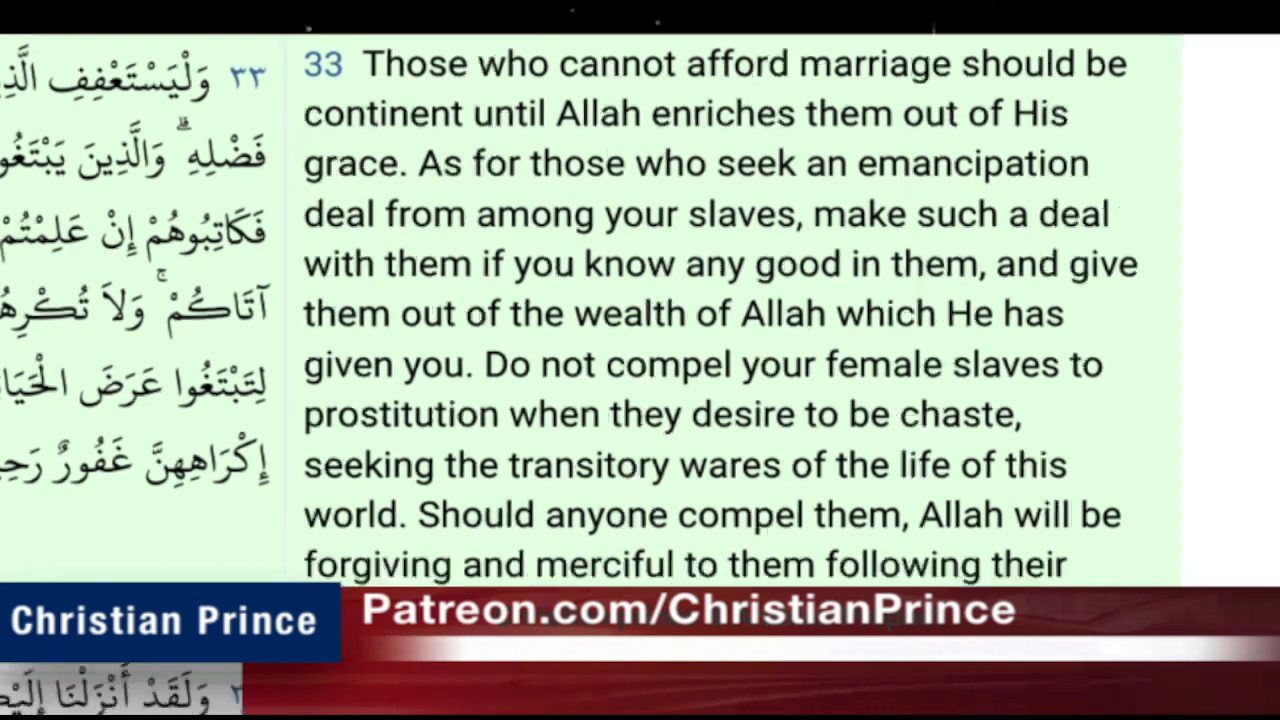 ٣٣ وَلْيَسْتَعْفِفِ
فَضْلِهِ ۗ وَالَّذِينَ
فَكَاتِبُوهُمْ إِنْ عَلِمْتُمْ
آتَاكُمْ ۚ وَلاَ
لِتَبْتَغُوا عَرَضَ
إِكْرَاهِهِنَّ غَفُورٌ
33 Those who cannot afford marriage should be
continent until Allah enriches them out of His
grace. As for those who seek an emancipation
deal from among your slaves, make such a deal
with them if you know any good in them, and give
them out of the wealth of Allah which He has
given you. Do not compel your female slaves to
prostitution when they desire to be chaste,
seeking the transitory wares of the life of this
world. Should anyone compel them, Allah will be
forgiving and merciful to them following their
Christian Prince
Patreon.com/ChristianPrince
وَلَقَدْ أَنْزَلْنَا